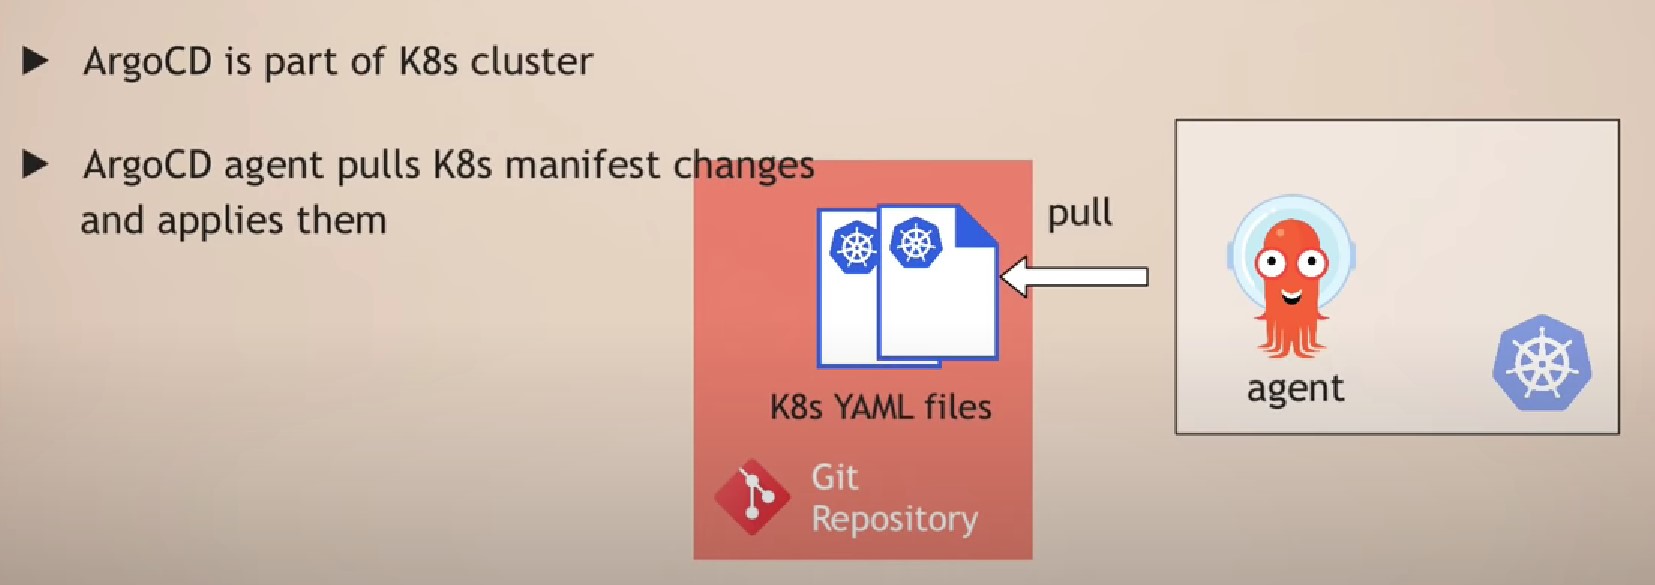 ArgoCD is part of K8s cluster
ArgoCD agent pulls K8s manifest changes
and applies them
pull
agent
K8s YAML files
Git
Repository